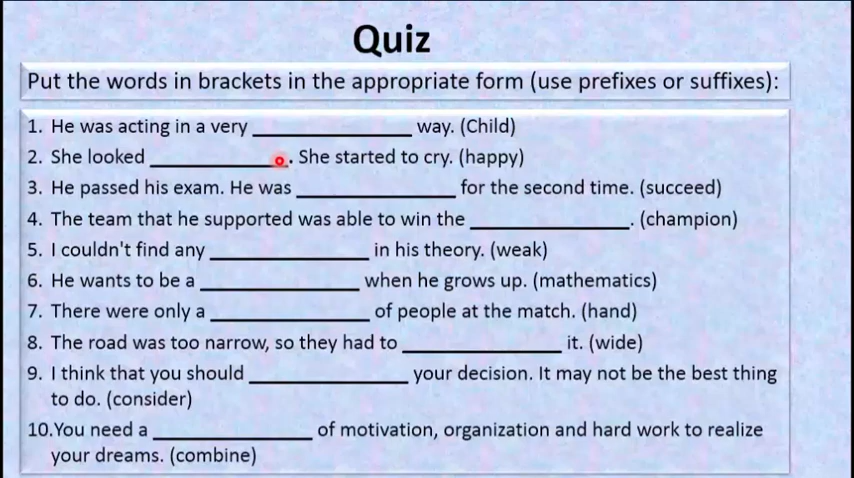 Quiz
Put the words in brackets in the appropriate form (use prefixes or suffixes):
1. He was acting in a very ______________ way. (Child)
2. She looked ______________. She started to cry. (happy)
3. He passed his exam. He was ______________ for the second time. (succeed)
4. The team that he supported was able to win the ______________. (champion)
5. I couldn't find any ______________ in his theory. (weak)
6. He wants to be a ______________ when he grows up. (mathematics)
7. There were only a ______________ of people at the match. (hand)
8. The road was too narrow, so they had to ______________ it. (wide)
9. I think that you should ______________ your decision. It may not be the best thing
to do. (consider)
10.You need a ______________ of motivation, organization and hard work to realize
your dreams. (combine)